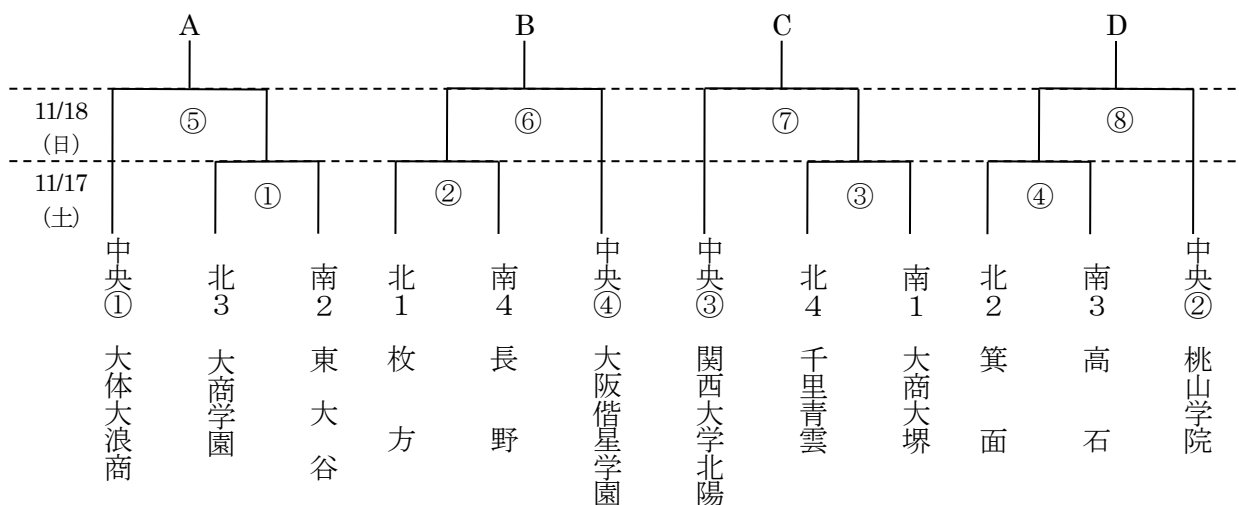 A B C D
11/18
(日)
⑤ ⑥ ⑦ ⑧
11/17
(土)
① ② ③ ④
中央① 大体大浪商
北3 大商学園
南2 東大谷
北1 枚方
南4 長野
中央④ 大阪偕星学園
中央③ 関西大学北陽
北4 千里青雲
南1 大商大堺
北2 箕面
南3 高石
中央② 桃山学院